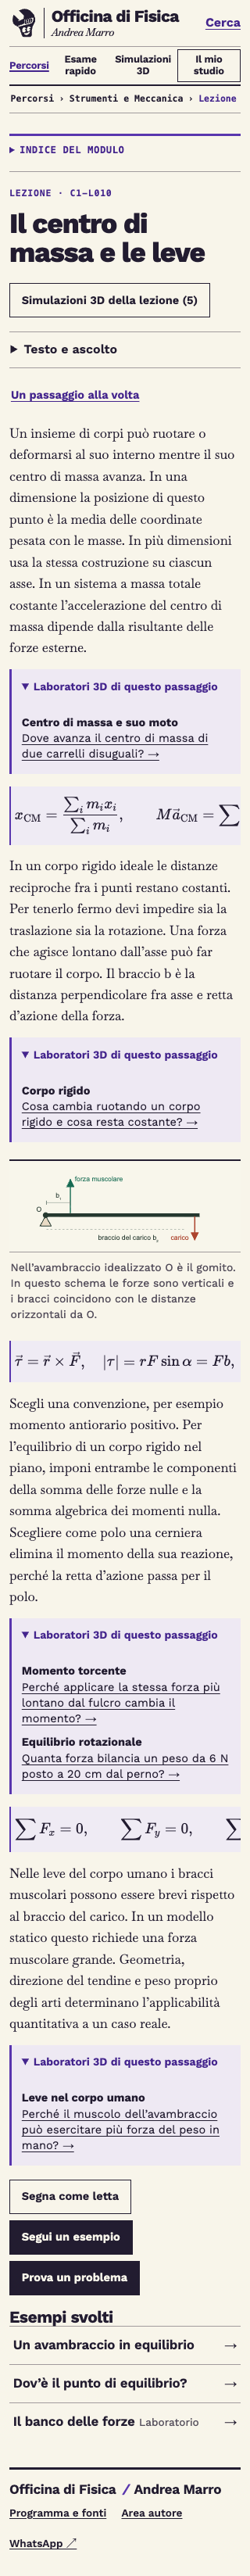 Officina di Fisica
Andrea Marro
Cerca
Percorsi
Esame rapido
Simulazioni 3D
Il mio studio
Percorsi › Strumenti e Meccanica › Lezione
▶ INDICE DEL MODULO
LEZIONE · C1-L010
Il centro di
massa e le leve
Simulazioni 3D della lezione (5)
▶ Testo e ascolto
Un passaggio alla volta
Un insieme di corpi può ruotare o
deformarsi al suo interno mentre il suo
centro di massa avanza. In una
dimensione la posizione di questo
punto è la media delle coordinate
pesata con le masse. In più dimensioni
usa la stessa costruzione su ciascun
asse. In un sistema a massa totale
costante l'accelerazione del centro di
massa dipende dalla risultante delle
forze esterne.
▼ Laboratori 3D di questo passaggio
Centro di massa e suo moto
Dove avanza il centro di massa di
due carrelli disuguali? →
x_CM = ∑_i m_i x_i / ∑_i m_i, M a⃗_CM = ∑
In un corpo rigido ideale le distanze
reciproche fra i punti restano costanti.
Per tenerlo fermo devi impedire sia la
traslazione sia la rotazione. Una forza
che agisce lontano dall'asse può far
ruotare il corpo. Il braccio b è la
distanza perpendicolare fra asse e retta
d'azione della forza.
▼ Laboratori 3D di questo passaggio
Corpo rigido
Cosa cambia ruotando un corpo
rigido e cosa resta costante? →
forza muscolare
b₁
O
braccio del carico b₂
carico
Nell'avambraccio idealizzato O è il gomito.
In questo schema le forze sono verticali e
i bracci coincidono con le distanze
orizzontali da O.
τ⃗ = r⃗ × F⃗, |τ| = rF sin α = Fb,
Scegli una convenzione, per esempio
momento antiorario positivo. Per
l'equilibrio di un corpo rigido nel
piano, imponi entrambe le componenti
della somma delle forze nulle e la
somma algebrica dei momenti nulla.
Scegliere come polo una cerniera
elimina il momento della sua reazione,
perché la retta d'azione passa per il
polo.
▼ Laboratori 3D di questo passaggio
Momento torcente
Perché applicare la stessa forza più
lontano dal fulcro cambia il
momento? →
Equilibrio rotazionale
Quanta forza bilancia un peso da 6 N
posto a 20 cm dal perno? →
∑ F_x = 0, ∑ F_y = 0, ∑
Nelle leve del corpo umano i bracci
muscolari possono essere brevi rispetto
al braccio del carico. In un modello
statico questo richiede una forza
muscolare grande. Geometria,
direzione del tendine e peso proprio
degli arti determinano l'applicabilità
quantitativa a un caso reale.
▼ Laboratori 3D di questo passaggio
Leve nel corpo umano
Perché il muscolo dell'avambraccio
può esercitare più forza del peso in
mano? →
Segna come letta
Segui un esempio
Prova un problema
Esempi svolti
Un avambraccio in equilibrio →
Dov'è il punto di equilibrio? →
Il banco delle forze Laboratorio →
Officina di Fisica / Andrea Marro
Programma e fonti Area autore
WhatsApp ↗